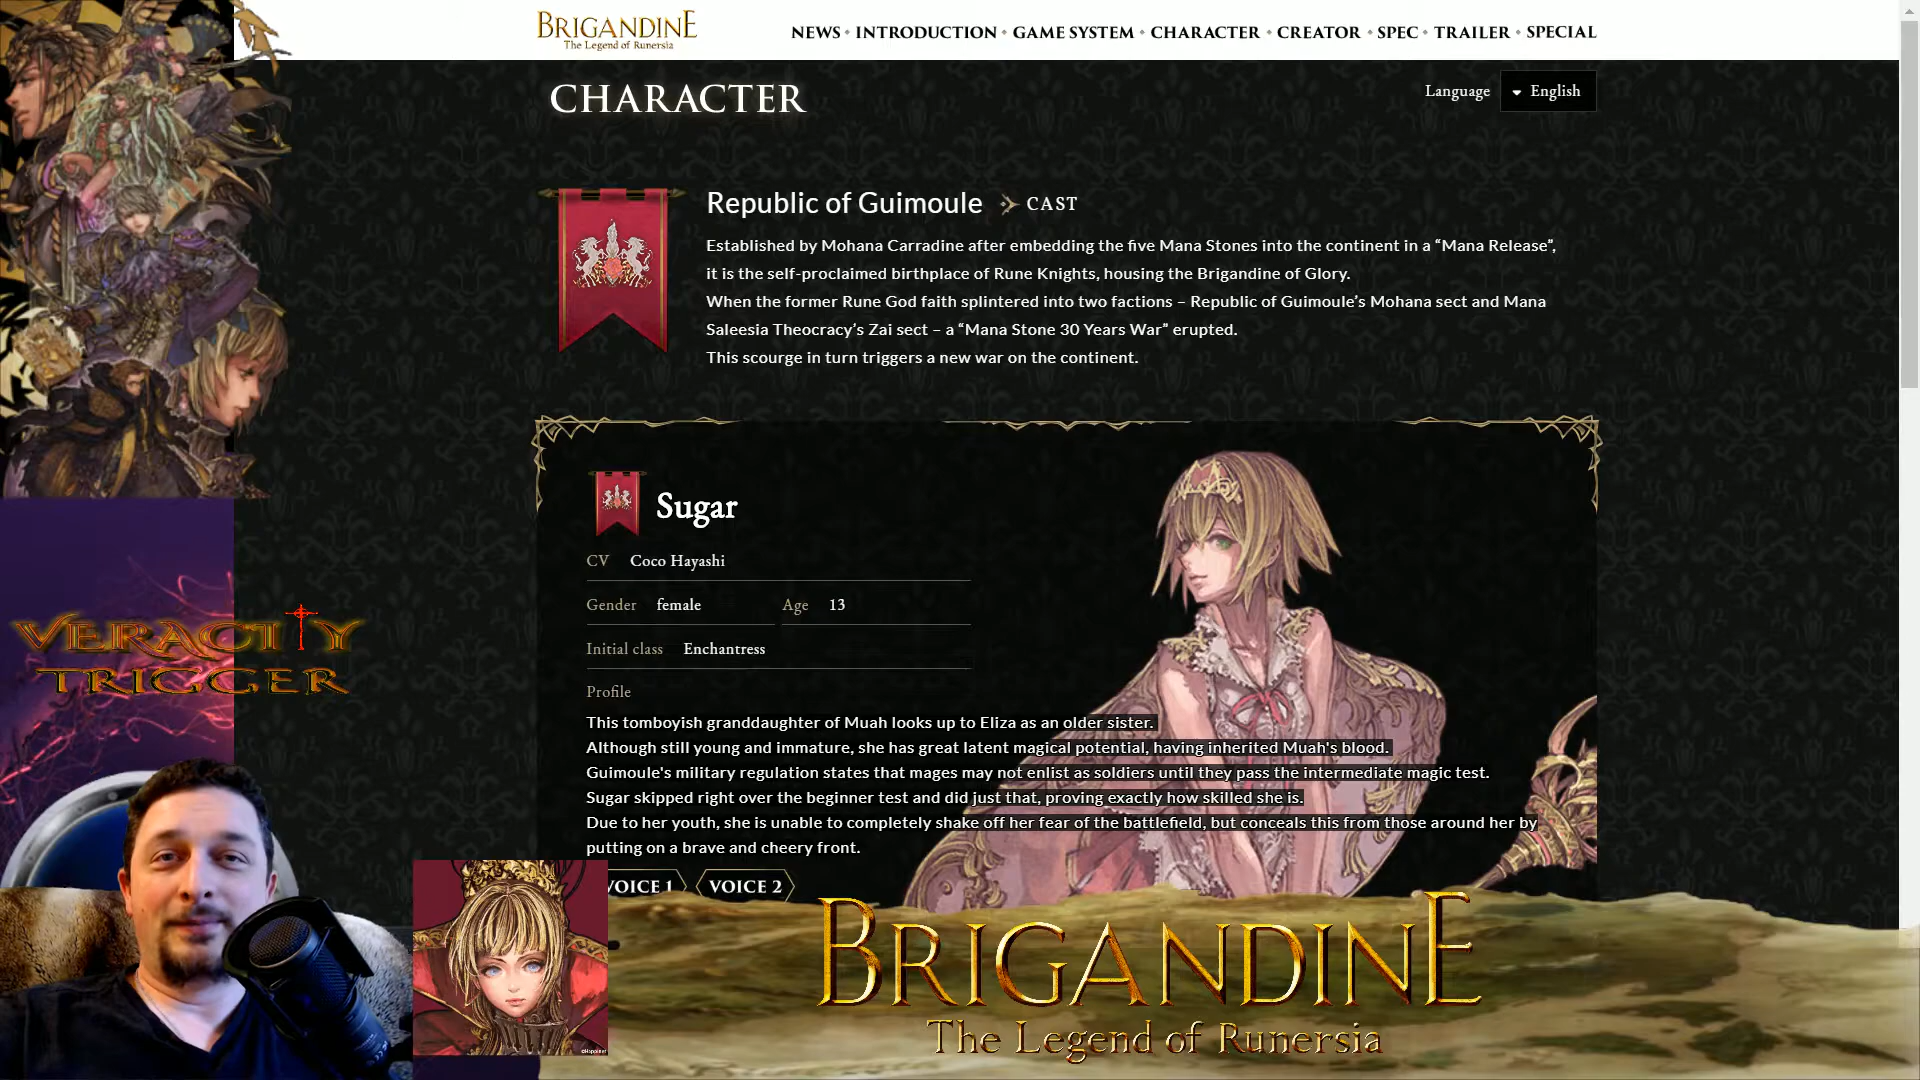 BRIGANDINE
The Legend of Runersia
NEWS • INTRODUCTION • GAME SYSTEM • CHARACTER • CREATOR • SPEC • TRAILER • SPECIAL
CHARACTER
Language English
Republic of Guimoule CAST
Established by Mohana Carradine after embedding the five Mana Stones into the continent in a “Mana Release”,
it is the self-proclaimed birthplace of Rune Knights, housing the Brigandine of Glory.
When the former Rune God faith splintered into two factions – Republic of Guimoule’s Mohana sect and Mana
Saleesia Theocracy’s Zai sect – a “Mana Stone 30 Years War” erupted.
This scourge in turn triggers a new war on the continent.
Sugar
CV Coco Hayashi
Gender female Age 13
Initial class Enchantress
Profile
This tomboyish granddaughter of Muah looks up to Eliza as an older sister.
Although still young and immature, she has great latent magical potential, having inherited Muah's blood.
Guimoule's military regulation states that mages may not enlist as soldiers until they pass the intermediate magic test.
Sugar skipped right over the beginner test and did just that, proving exactly how skilled she is.
Due to her youth, she is unable to completely shake off her fear of the battlefield, but conceals this from those around her by
putting on a brave and cheery front.
VOICE 1 VOICE 2
VERACITY
TRIGGER
©Happinet
BRIGANDINE
The Legend of Runersia